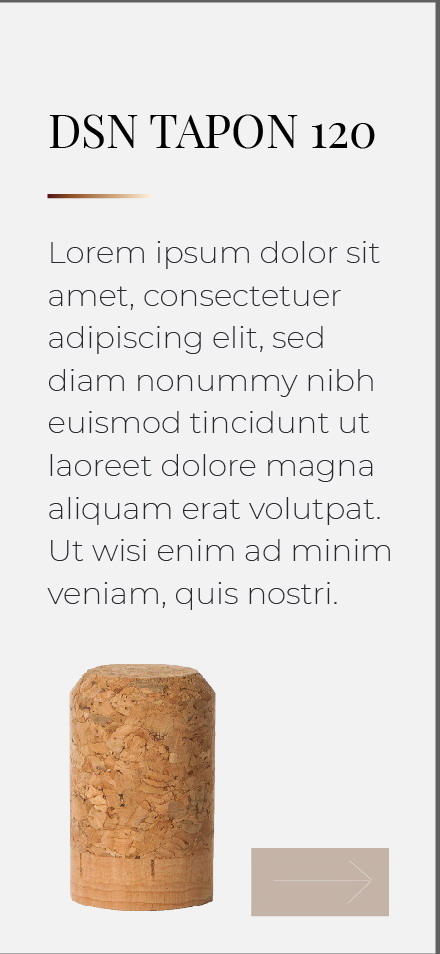 DSN TAPON 120
Lorem ipsum dolor sit
amet, consectetuer
adipiscing elit, sed
diam nonummy nibh
euismod tincidunt ut
laoreet dolore magna
aliquam erat volutpat.
Ut wisi enim ad minim
veniam, quis nostri.